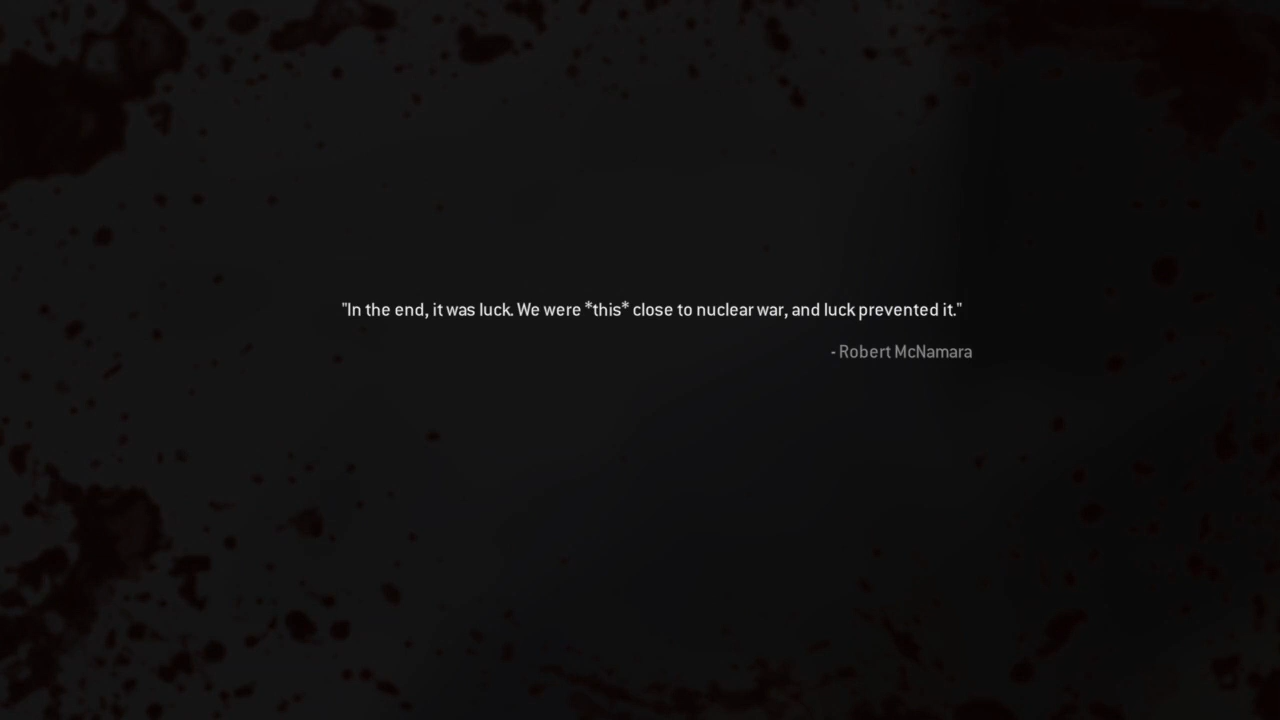 "In the end, it was luck. We were *this* close to nuclear war, and luck prevented it."
- Robert McNamara